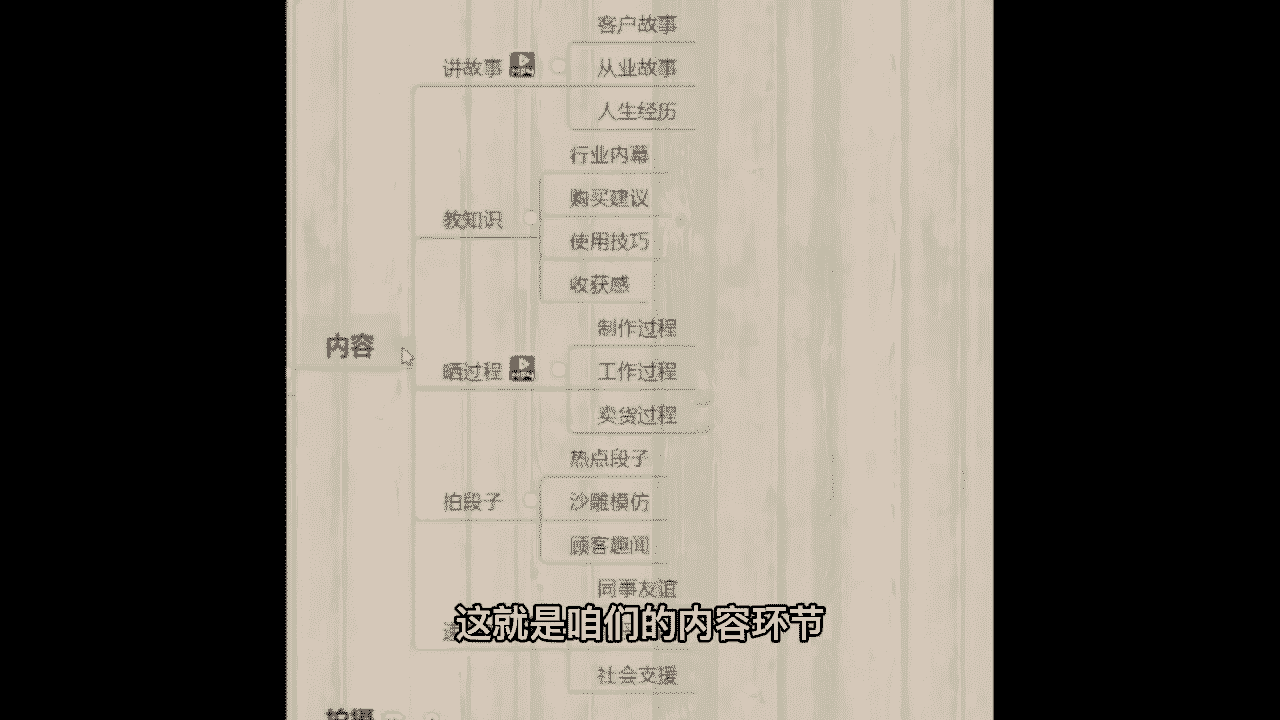 客户故事
讲故事
从业故事
人生经历
行业内幕
购买建议
教知识
使用技巧
收获感
制作过程
内容
晒过程
工作过程
卖货过程
热点段子
拍段子
沙雕模仿
顾客趣闻
同事友谊
这就是咱们的内容环节
社会支援
拍摄